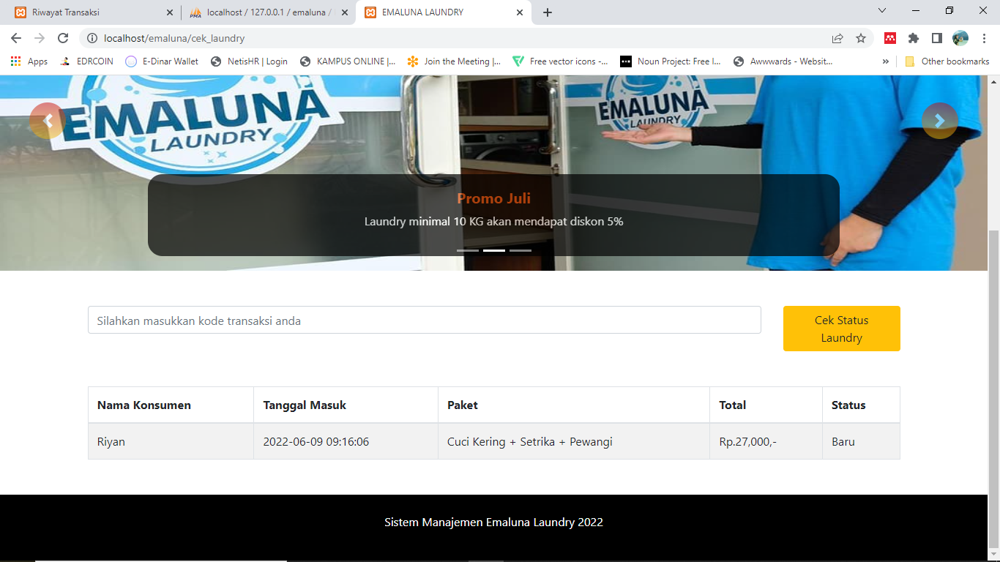 Riwayat Transaksi
PMA
localhost / 127.0.0.1 / emaluna /
EMALUNA LAUNDRY
localhost/emaluna/cek_laundry
Apps
EDRCOIN
E-Dinar Wallet
NetisHR | Login
KAMPUS ONLINE |...
Join the Meeting |...
Free vector icons -...
Noun Project: Free I...
Awwwards - Websit...
Other bookmarks
EMALUNA
LAUNDRY
EMALUNA
LAUNDRY
Promo Juli
Laundry minimal 10 KG akan mendapat diskon 5%
Silahkan masukkan kode transaksi anda
Cek Status
Laundry
Nama Konsumen Tanggal Masuk Paket Total Status
Riyan 2022-06-09 09:16:06 Cuci Kering + Setrika + Pewangi Rp.27,000,- Baru
Sistem Manajemen Emaluna Laundry 2022